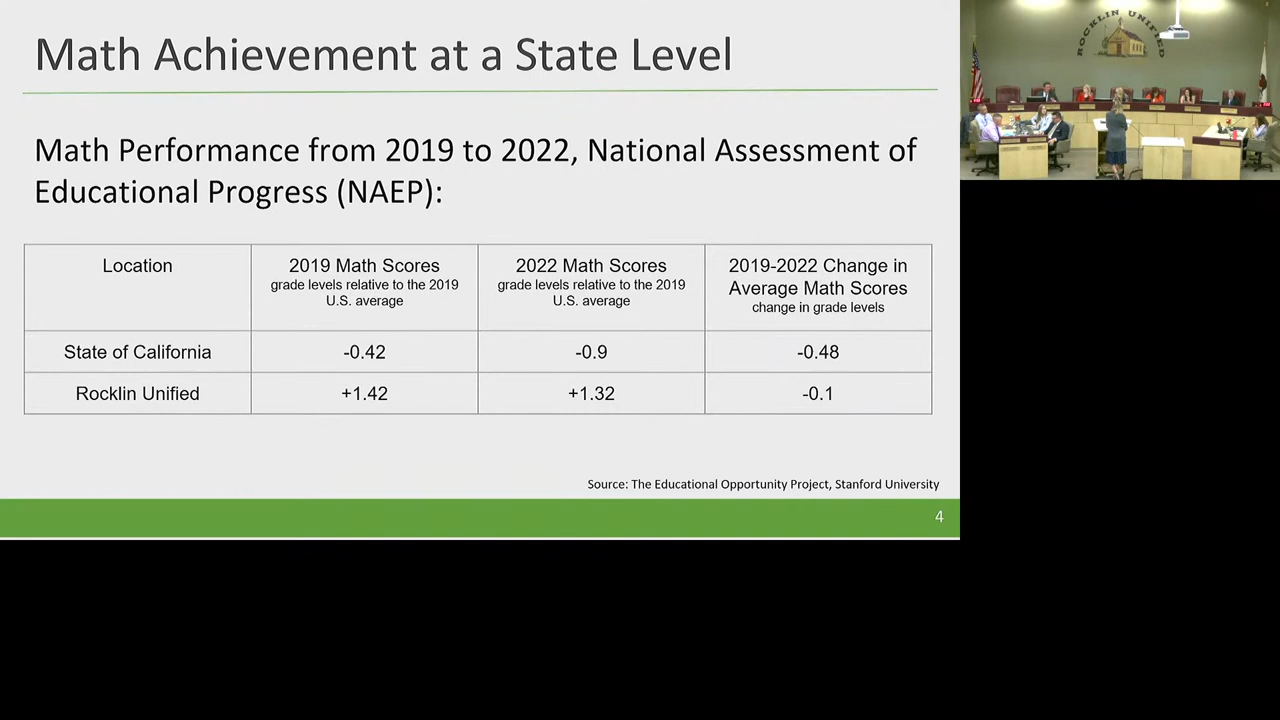 Math Achievement at a State Level
Math Performance from 2019 to 2022, National Assessment of
Educational Progress (NAEP):
Location
2019 Math Scores
grade levels relative to the 2019
U.S. average
2022 Math Scores
grade levels relative to the 2019
U.S. average
2019-2022 Change in
Average Math Scores
change in grade levels
State of California
-0.42
-0.9
-0.48
Rocklin Unified
+1.42
+1.32
-0.1
Source: The Educational Opportunity Project, Stanford University
4
ROCKLIN UNIFIED